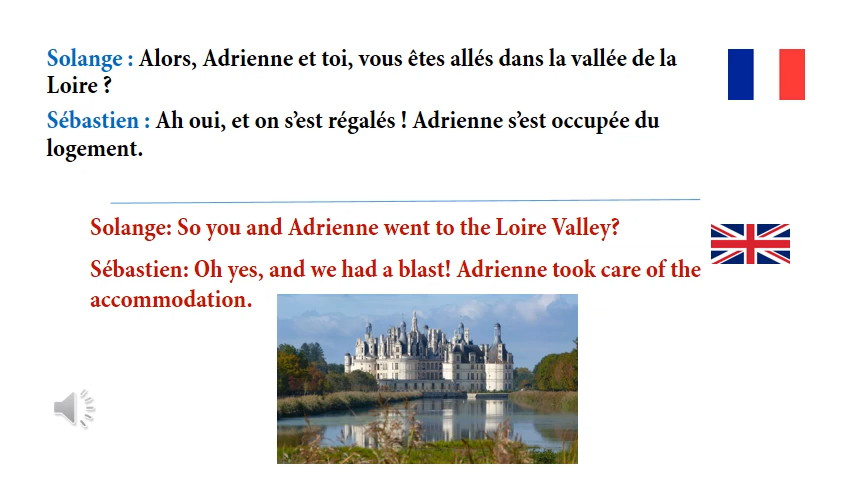 Solange : Alors, Adrienne et toi, vous êtes allés dans la vallée de la
Loire ?
Sébastien : Ah oui, et on s’est régalés ! Adrienne s’est occupée du
logement.
Solange: So you and Adrienne went to the Loire Valley?
Sébastien: Oh yes, and we had a blast! Adrienne took care of the
accommodation.